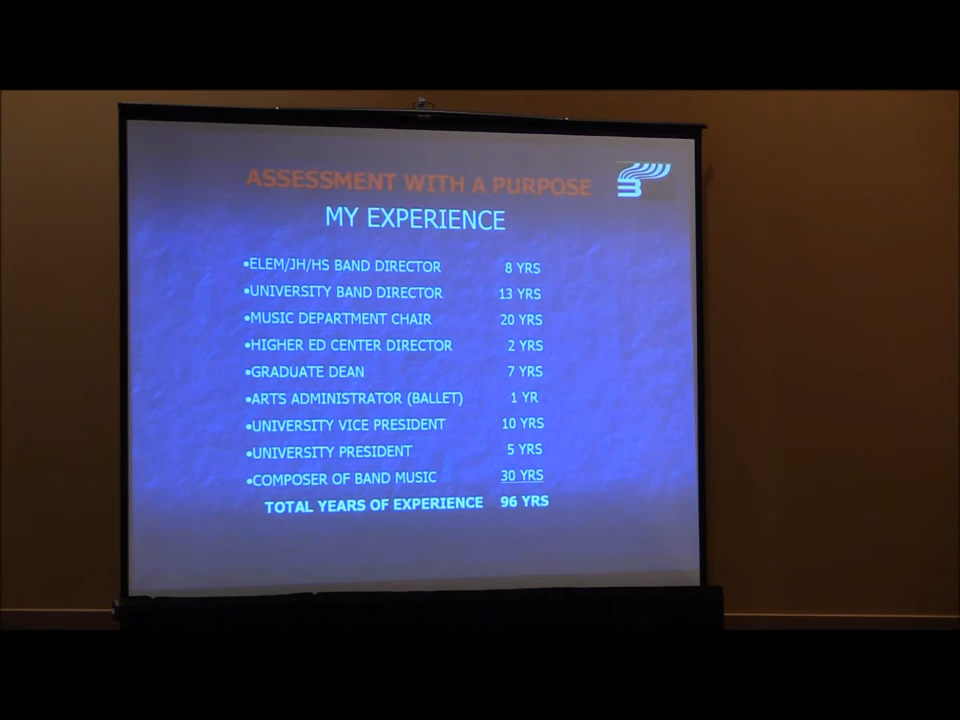 ASSESSMENT WITH A PURPOSE
MY EXPERIENCE
•ELEM/JH/HS BAND DIRECTOR 8 YRS
•UNIVERSITY BAND DIRECTOR 13 YRS
•MUSIC DEPARTMENT CHAIR 20 YRS
•HIGHER ED CENTER DIRECTOR 2 YRS
•GRADUATE DEAN 7 YRS
•ARTS ADMINISTRATOR (BALLET) 1 YR
•UNIVERSITY VICE PRESIDENT 10 YRS
•UNIVERSITY PRESIDENT 5 YRS
•COMPOSER OF BAND MUSIC 30 YRS
TOTAL YEARS OF EXPERIENCE 96 YRS